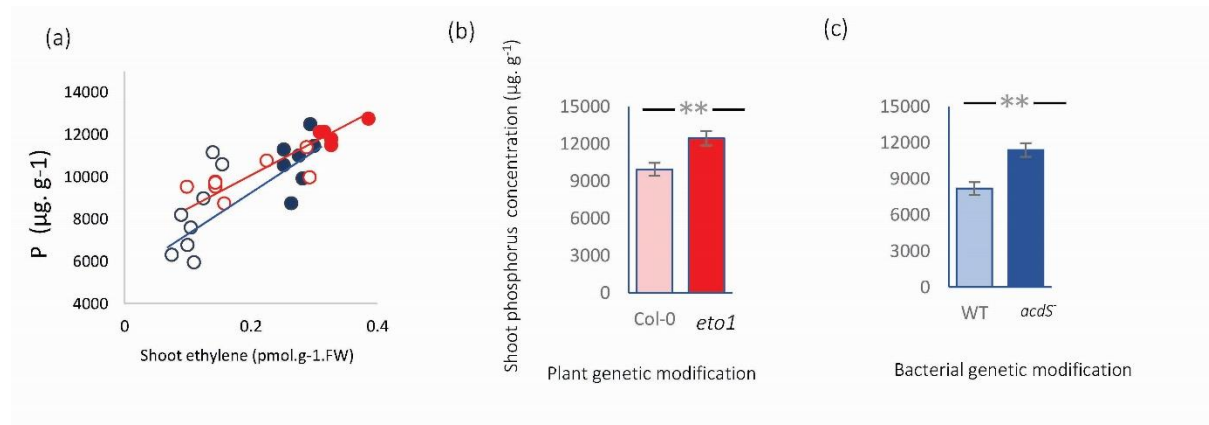 (a)
P (µg. g-1)
14000
12000
10000
8000
6000
4000
0
0.2
0.4
Shoot ethylene (pmol.g-1.FW)
(b)
Shoot phosphorus concentration (µg. g-1)
15000
12000
9000
6000
3000
0
**
Col-0
eto1
Plant genetic modification
(c)
15000
12000
9000
6000
3000
0
**
WT
acdS-
Bacterial genetic modification